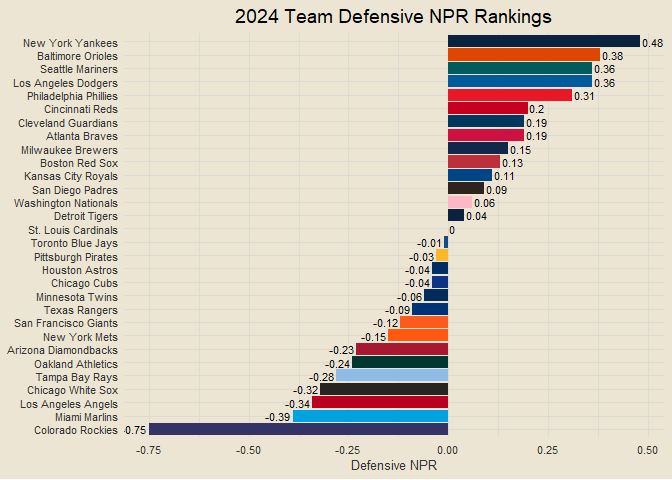 2024 Team Defensive NPR Rankings
New York Yankees 0.48
Baltimore Orioles 0.38
Seattle Mariners 0.36
Los Angeles Dodgers 0.36
Philadelphia Phillies 0.31
Cincinnati Reds 0.2
Cleveland Guardians 0.19
Atlanta Braves 0.19
Milwaukee Brewers 0.15
Boston Red Sox 0.13
Kansas City Royals 0.11
San Diego Padres 0.09
Washington Nationals 0.06
Detroit Tigers 0.04
St. Louis Cardinals 0
Toronto Blue Jays -0.01
Pittsburgh Pirates -0.03
Houston Astros -0.04
Chicago Cubs -0.04
Minnesota Twins -0.06
Texas Rangers -0.09
San Francisco Giants -0.12
New York Mets -0.15
Arizona Diamondbacks -0.23
Oakland Athletics -0.24
Tampa Bay Rays -0.28
Chicago White Sox -0.32
Los Angeles Angels -0.34
Miami Marlins -0.39
Colorado Rockies -0.75
-0.75 -0.50 -0.25 0.00 0.25 0.50
Defensive NPR